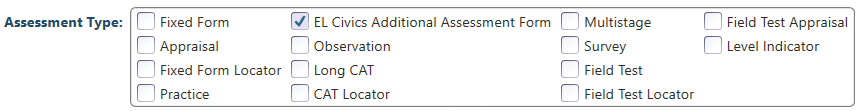 Assessment Type: Fixed Form EL Civics Additional Assessment Form Multistage Field Test Appraisal
Appraisal Observation Survey Level Indicator
Fixed Form Locator Long CAT Field Test
Practice CAT Locator Field Test Locator